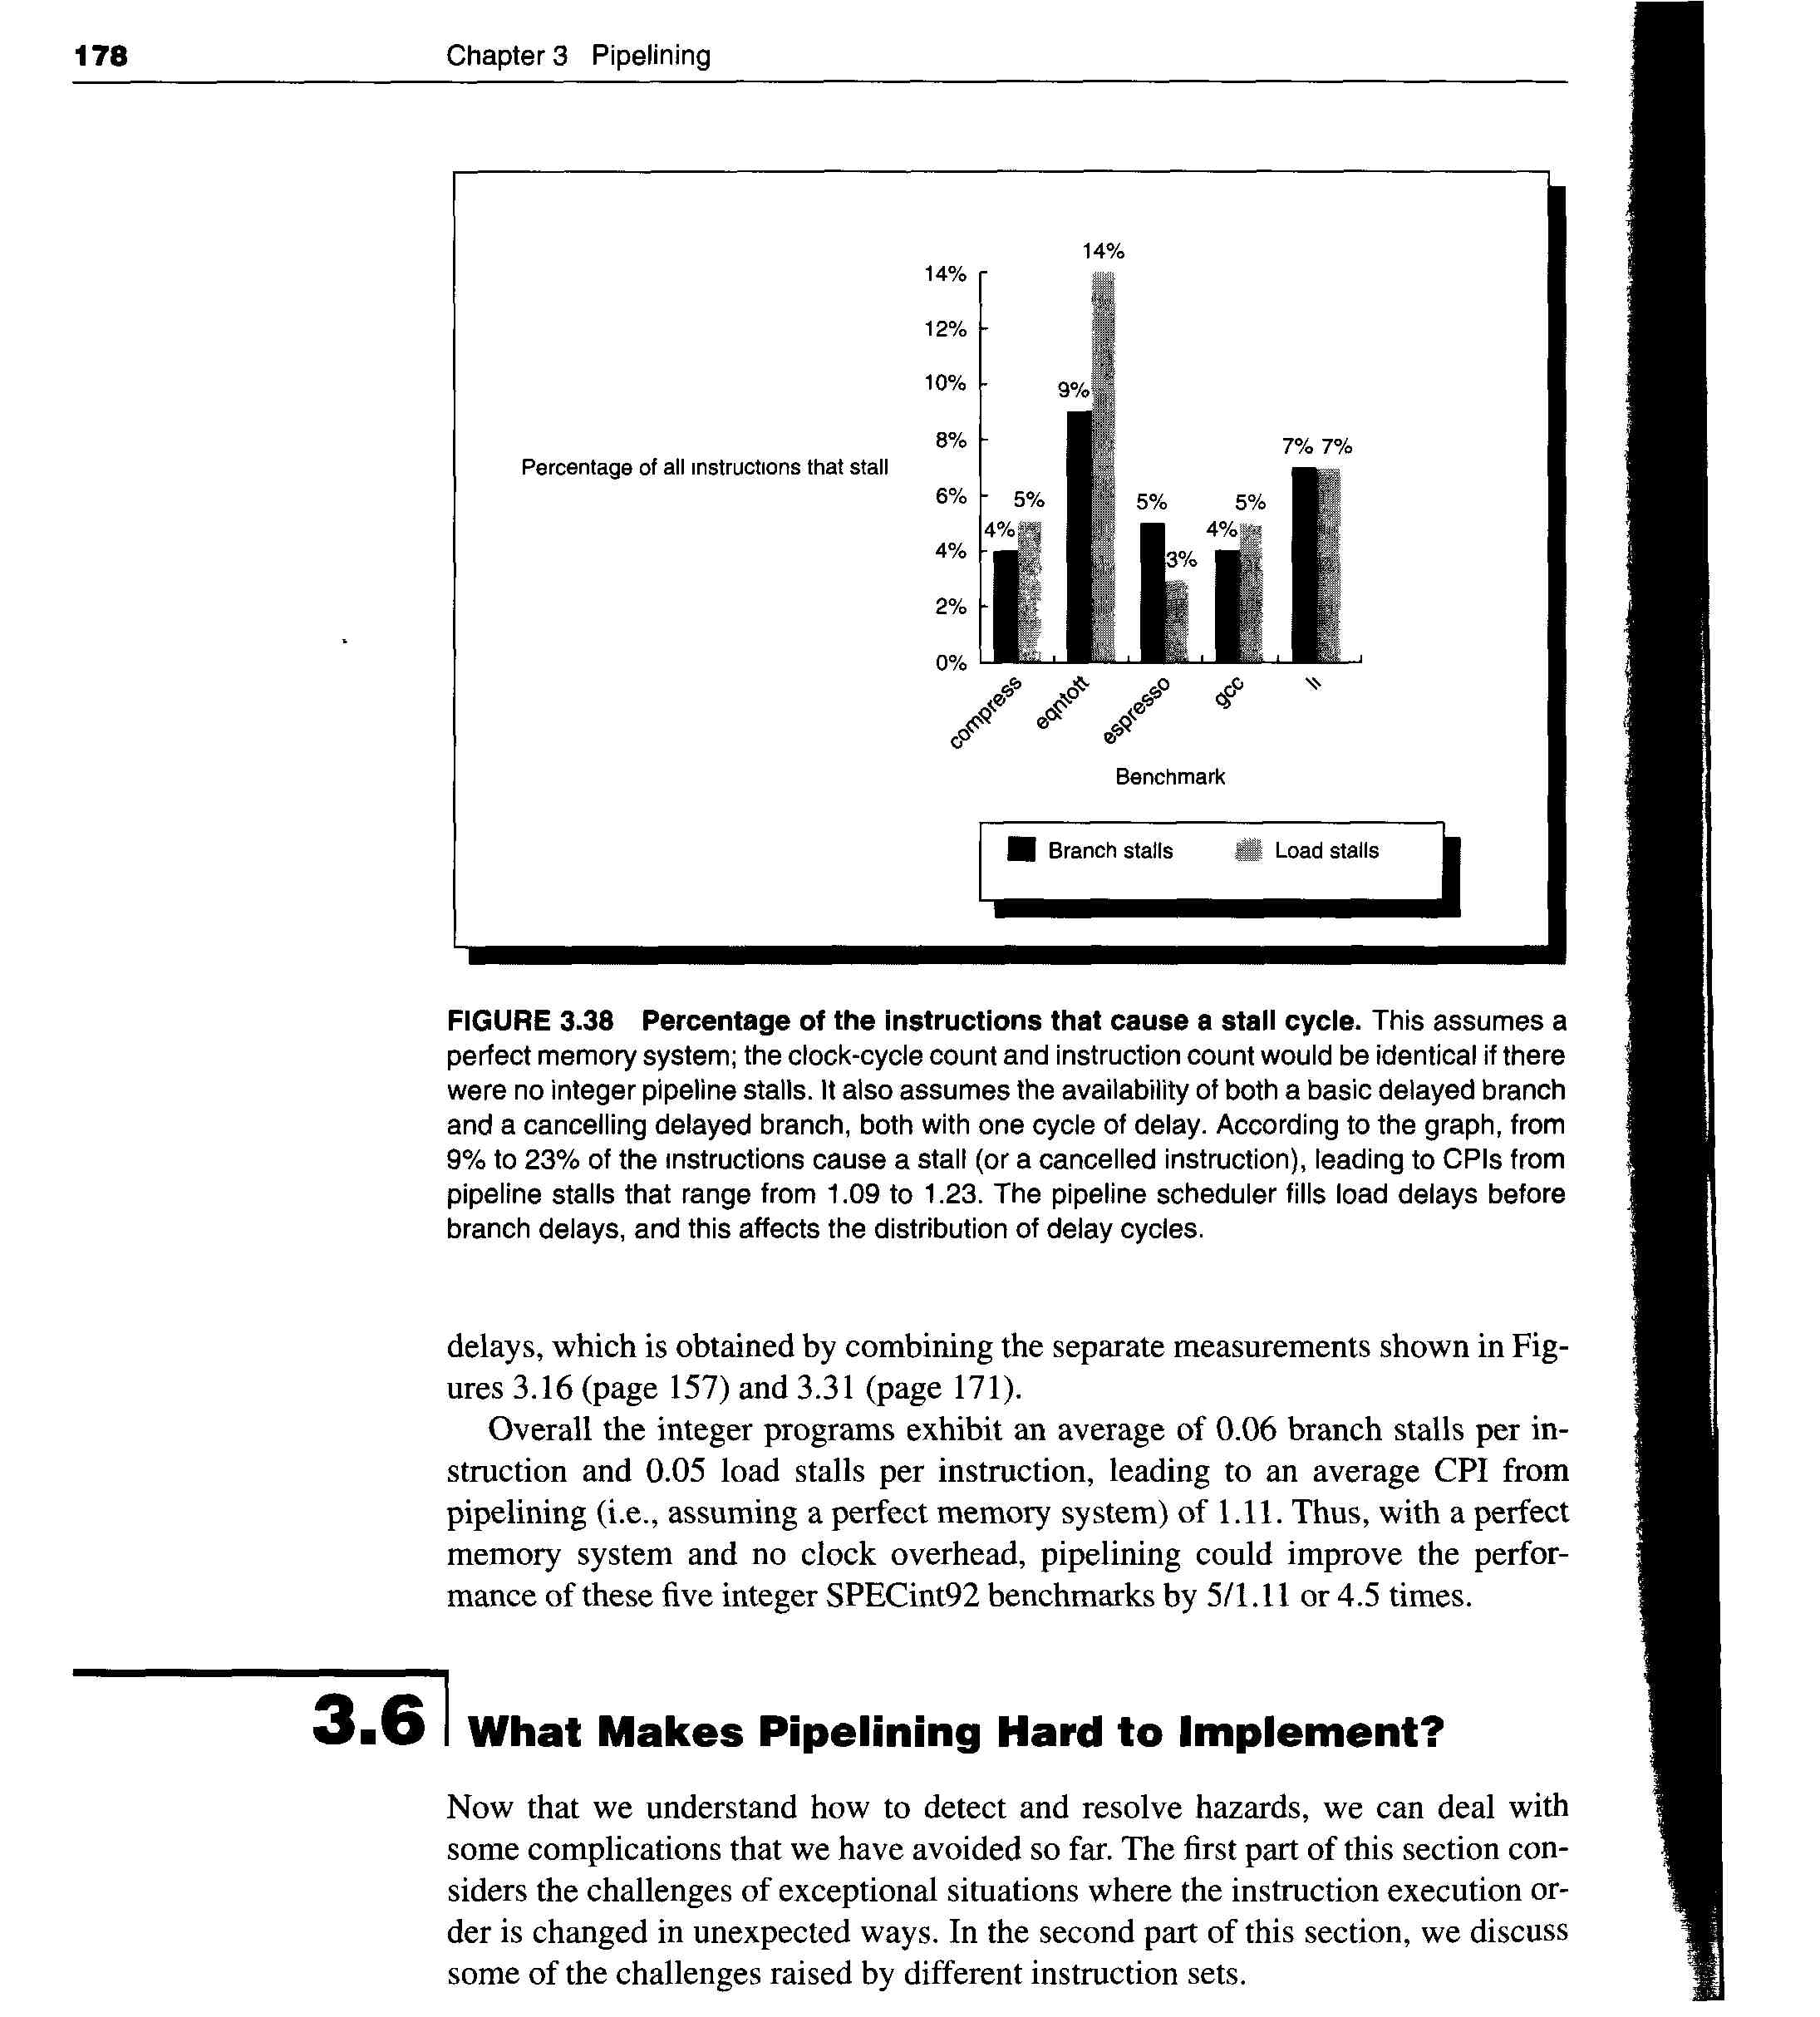 178
Chapter 3 Pipelining
14%
14%
12%
10%
9%
8%
7% 7%
Percentage of all instructions that stall
6%
5%
5%
5%
4%
4%
4%
3%
2%
0%
compress
eqntott
espresso
gcc
li
Benchmark
Branch stalls
Load stalls
FIGURE 3.38 Percentage of the instructions that cause a stall cycle. This assumes a
perfect memory system; the clock-cycle count and instruction count would be identical if there
were no integer pipeline stalls. It also assumes the availability of both a basic delayed branch
and a cancelling delayed branch, both with one cycle of delay. According to the graph, from
9% to 23% of the instructions cause a stall (or a cancelled instruction), leading to CPIs from
pipeline stalls that range from 1.09 to 1.23. The pipeline scheduler fills load delays before
branch delays, and this affects the distribution of delay cycles.
delays, which is obtained by combining the separate measurements shown in Fig-
ures 3.16 (page 157) and 3.31 (page 171).
Overall the integer programs exhibit an average of 0.06 branch stalls per in-
struction and 0.05 load stalls per instruction, leading to an average CPI from
pipelining (i.e., assuming a perfect memory system) of 1.11. Thus, with a perfect
memory system and no clock overhead, pipelining could improve the perfor-
mance of these five integer SPECint92 benchmarks by 5/1.11 or 4.5 times.
3.6 What Makes Pipelining Hard to Implement?
Now that we understand how to detect and resolve hazards, we can deal with
some complications that we have avoided so far. The first part of this section con-
siders the challenges of exceptional situations where the instruction execution or-
der is changed in unexpected ways. In the second part of this section, we discuss
some of the challenges raised by different instruction sets.